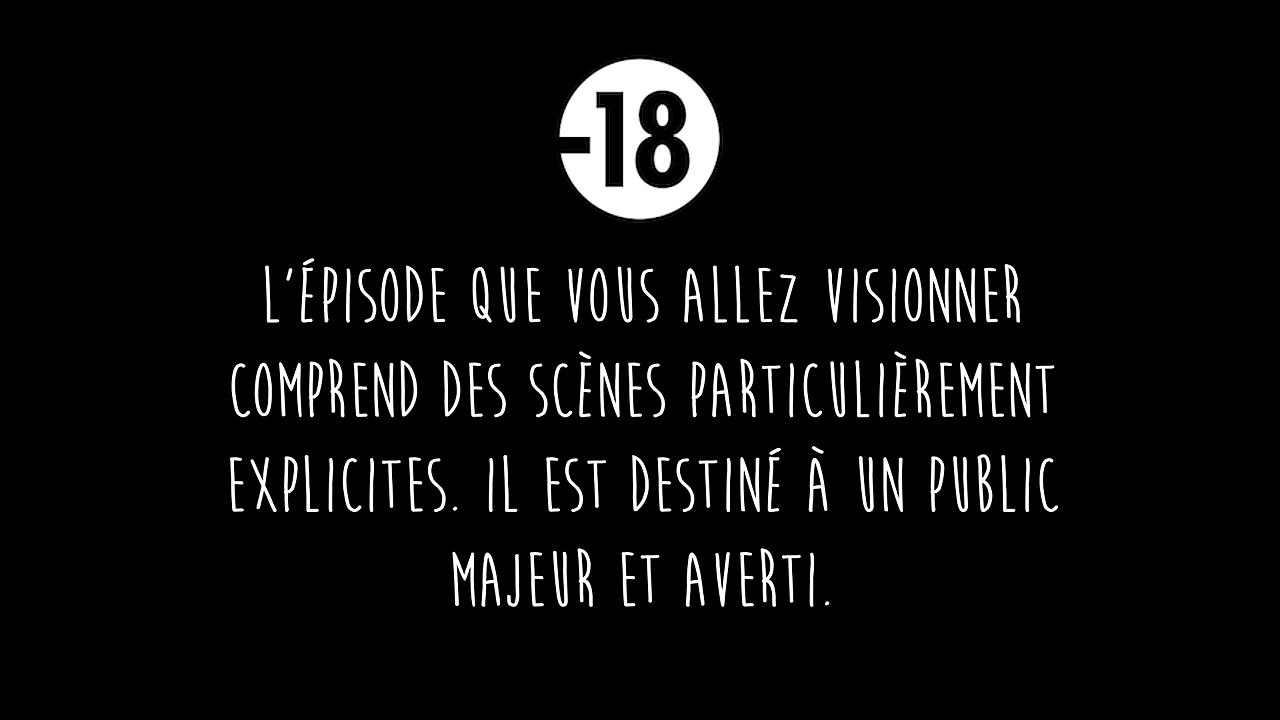 -18
L'ÉPISODE QUE VOUS ALLEZ VISIONNER
COMPREND DES SCÈNES PARTICULIÈREMENT
EXPLICITES. IL EST DESTINÉ À UN PUBLIC
MAJEUR ET AVERTI.